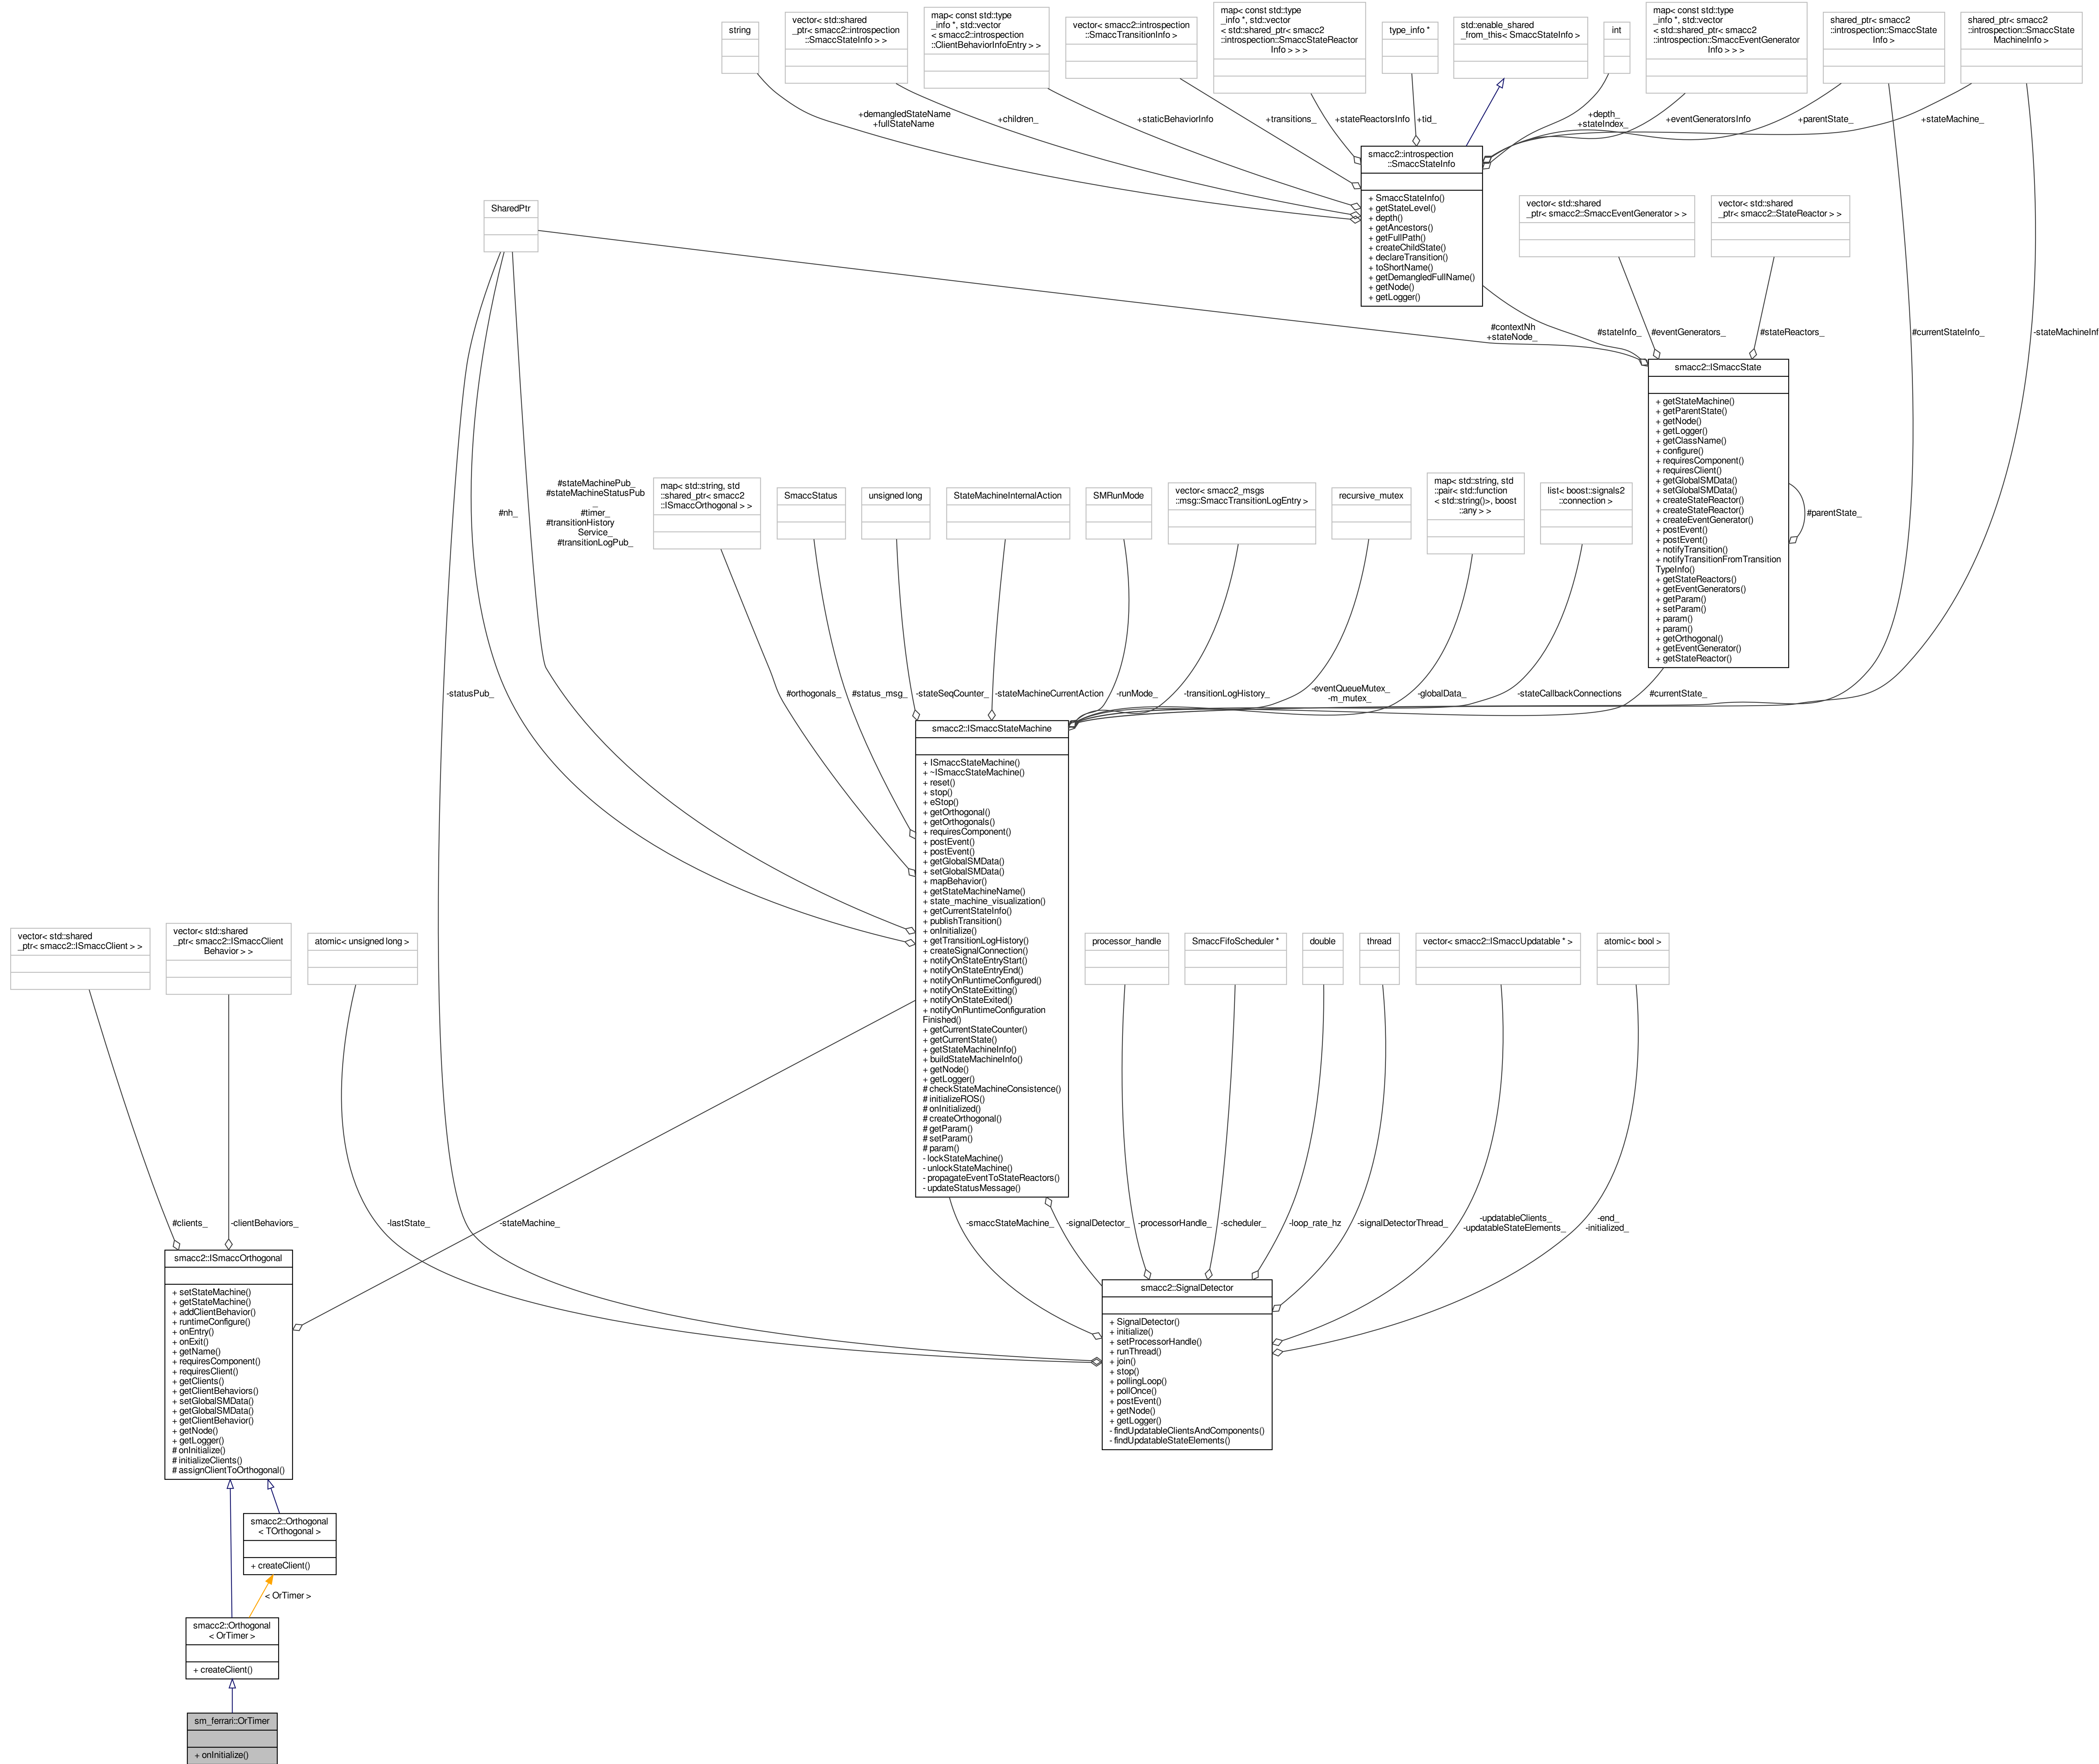 string
vector< std::shared
_ptr< smacc2::introspection
::SmaccStateInfo > >
map< const std::type
_info *, std::vector
< smacc2::introspection
::ClientBehaviorInfoEntry > >
vector< smacc2::introspection
::SmaccTransitionInfo >
map< const std::type
_info *, std::vector
< std::shared_ptr< smacc2
::introspection::SmaccStateReactor
Info > > >
type_info *
std::enable_shared
_from_this< SmaccStateInfo >
int
map< const std::type
_info *, std::vector
< std::shared_ptr< smacc2
::introspection::SmaccEventGenerator
Info > > >
shared_ptr< smacc2
::introspection::SmaccState
Info >
shared_ptr< smacc2
::introspection::SmaccState
MachineInfo >
+demangledStateName
+fullStateName
+children_
+staticBehaviorInfo
+transitions_
+stateReactorsInfo
+tid_
+depth_
+stateIndex_
+eventGeneratorsInfo
+parentState_
+stateMachine_
smacc2::introspection
::SmaccStateInfo
+ SmaccStateInfo()
+ getStateLevel()
+ depth()
+ getAncestors()
+ getFullPath()
+ createChildState()
+ declareTransition()
+ toShortName()
+ getDemangledFullName()
+ getNode()
+ getLogger()
SharedPtr
vector< std::shared
_ptr< smacc2::SmaccEventGenerator > >
vector< std::shared
_ptr< smacc2::StateReactor > >
#contextNh
+stateNode_
#stateInfo_
#eventGenerators_
#stateReactors_
#currentStateInfo_
-stateMachineInf
smacc2::ISmaccState
+ getStateMachine()
+ getParentState()
+ getNode()
+ getLogger()
+ getClassName()
+ configure()
+ requiresComponent()
+ requiresClient()
+ getGlobalSMData()
+ setGlobalSMData()
+ createStateReactor()
+ createStateReactor()
+ createEventGenerator()
+ postEvent()
+ postEvent()
+ notifyTransition()
+ notifyTransitionFromTransition
TypeInfo()
+ getStateReactors()
+ getEventGenerators()
+ getParam()
+ setParam()
+ param()
+ param()
+ getOrthogonal()
+ getEventGenerator()
+ getStateReactor()
#parentState_
#nh_
#stateMachinePub_
#stateMachineStatusPub
_
#timer_
#transitionHistory
Service_
#transitionLogPub_
map< std::string, std
::shared_ptr< smacc2
::ISmaccOrthogonal > >
SmaccStatus
unsigned long
StateMachineInternalAction
SMRunMode
vector< smacc2_msgs
::msg::SmaccTransitionLogEntry >
recursive_mutex
map< std::string, std
::pair< std::function
< std::string()>, boost
::any > >
list< boost::signals2
::connection >
-statusPub_
#orthogonals_
#status_msg_
-stateSeqCounter_
-stateMachineCurrentAction
-runMode_
-transitionLogHistory_
-eventQueueMutex_
-m_mutex_
-globalData_
-stateCallbackConnections
#currentState_
smacc2::ISmaccStateMachine
+ ISmaccStateMachine()
+ ~ISmaccStateMachine()
+ reset()
+ stop()
+ eStop()
+ getOrthogonal()
+ getOrthogonals()
+ requiresComponent()
+ postEvent()
+ postEvent()
+ getGlobalSMData()
+ setGlobalSMData()
+ mapBehavior()
+ getStateMachineName()
+ state_machine_visualization()
+ getCurrentStateInfo()
+ publishTransition()
+ onInitialize()
+ getTransitionLogHistory()
+ createSignalConnection()
+ notifyOnStateEntryStart()
+ notifyOnStateEntryEnd()
+ notifyOnRuntimeConfigured()
+ notifyOnStateExitting()
+ notifyOnStateExited()
+ notifyOnRuntimeConfiguration
Finished()
+ getCurrentStateCounter()
+ getCurrentState()
+ getStateMachineInfo()
+ buildStateMachineInfo()
+ getNode()
+ getLogger()
# checkStateMachineConsistence()
# initializeROS()
# onInitialized()
# createOrthogonal()
# getParam()
# setParam()
# param()
- lockStateMachine()
- unlockStateMachine()
- propagateEventToStateReactors()
- updateStatusMessage()
vector< std::shared
_ptr< smacc2::ISmaccClient > >
vector< std::shared
_ptr< smacc2::ISmaccClient
Behavior > >
atomic< unsigned long >
processor_handle
SmaccFifoScheduler *
double
thread
vector< smacc2::ISmaccUpdatable * >
atomic< bool >
#clients_
-clientBehaviors_
-lastState_
-stateMachine_
-smaccStateMachine_
-signalDetector_
-processorHandle_
-scheduler_
-loop_rate_hz
-signalDetectorThread_
-updatableClients_
-updatableStateElements_
-end_
-initialized_
smacc2::ISmaccOrthogonal
+ setStateMachine()
+ getStateMachine()
+ addClientBehavior()
+ runtimeConfigure()
+ onEntry()
+ onExit()
+ getName()
+ requiresComponent()
+ requiresClient()
+ getClients()
+ getClientBehaviors()
+ setGlobalSMData()
+ getGlobalSMData()
+ getClientBehavior()
+ getNode()
+ getLogger()
# onInitialize()
# initializeClients()
# assignClientToOrthogonal()
smacc2::SignalDetector
+ SignalDetector()
+ initialize()
+ setProcessorHandle()
+ runThread()
+ join()
+ stop()
+ pollingLoop()
+ pollOnce()
+ postEvent()
+ getNode()
+ getLogger()
- findUpdatableClientsAndComponents()
- findUpdatableStateElements()
smacc2::Orthogonal
< TOrthogonal >
+ createClient()
< OrTimer >
smacc2::Orthogonal
< OrTimer >
+ createClient()
sm_ferrari::OrTimer
+ onInitialize()